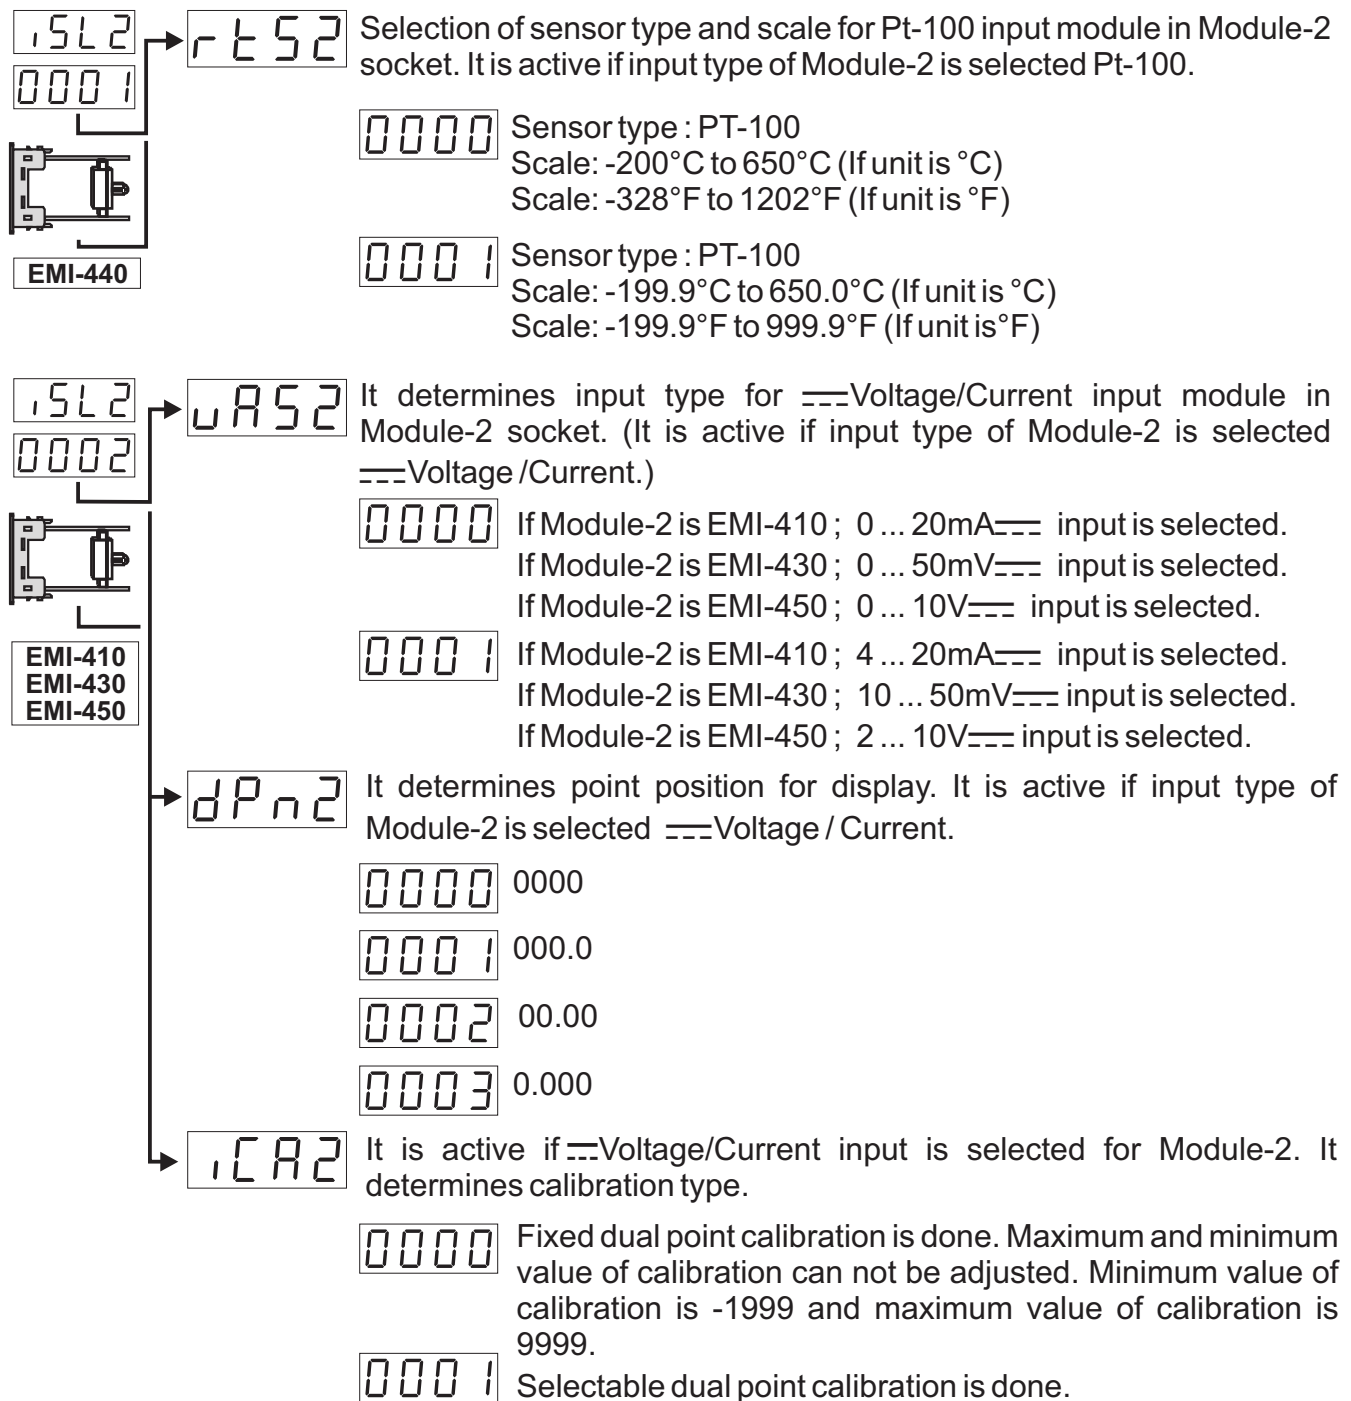 iSL2
rtS2
Selection of sensor type and scale for Pt-100 input module in Module-2
socket. It is active if input type of Module-2 is selected Pt-100.
0001
0000
Sensor type : PT-100
Scale: -200°C to 650°C (If unit is °C)
Scale: -328°F to 1202°F (If unit is °F)
EMI-440
0001
Sensor type : PT-100
Scale: -199.9°C to 650.0°C (If unit is °C)
Scale: -199.9°F to 999.9°F (If unit is°F)
iSL2
uAS2
It determines input type for ⎓Voltage/Current input module in
Module-2 socket. (It is active if input type of Module-2 is selected
⎓Voltage /Current.)
0002
0000
If Module-2 is EMI-410 ; 0 ... 20mA⎓ input is selected.
If Module-2 is EMI-430 ; 0 ... 50mV⎓ input is selected.
If Module-2 is EMI-450 ; 0 ... 10V⎓ input is selected.
EMI-410
EMI-430
EMI-450
0001
If Module-2 is EMI-410 ; 4 ... 20mA⎓ input is selected.
If Module-2 is EMI-430 ; 10 ... 50mV⎓ input is selected.
If Module-2 is EMI-450 ; 2 ... 10V⎓ input is selected.
dPn2
It determines point position for display. It is active if input type of
Module-2 is selected ⎓Voltage / Current.
0000 0000
0001 000.0
0002 00.00
0003 0.000
iCA2
It is active if ⎓Voltage/Current input is selected for Module-2. It
determines calibration type.
0000
Fixed dual point calibration is done. Maximum and minimum
value of calibration can not be adjusted. Minimum value of
calibration is -1999 and maximum value of calibration is
9999.
0001
Selectable dual point calibration is done.